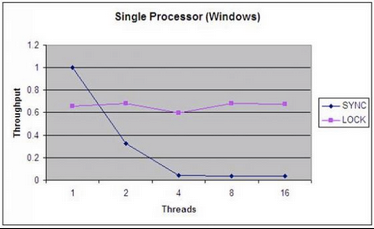 Single Processor (Windows)
1.2
1
0.8
0.6
0.4
0.2
0
Throughput
1 2 4 8 16
Threads
SYNC
LOCK